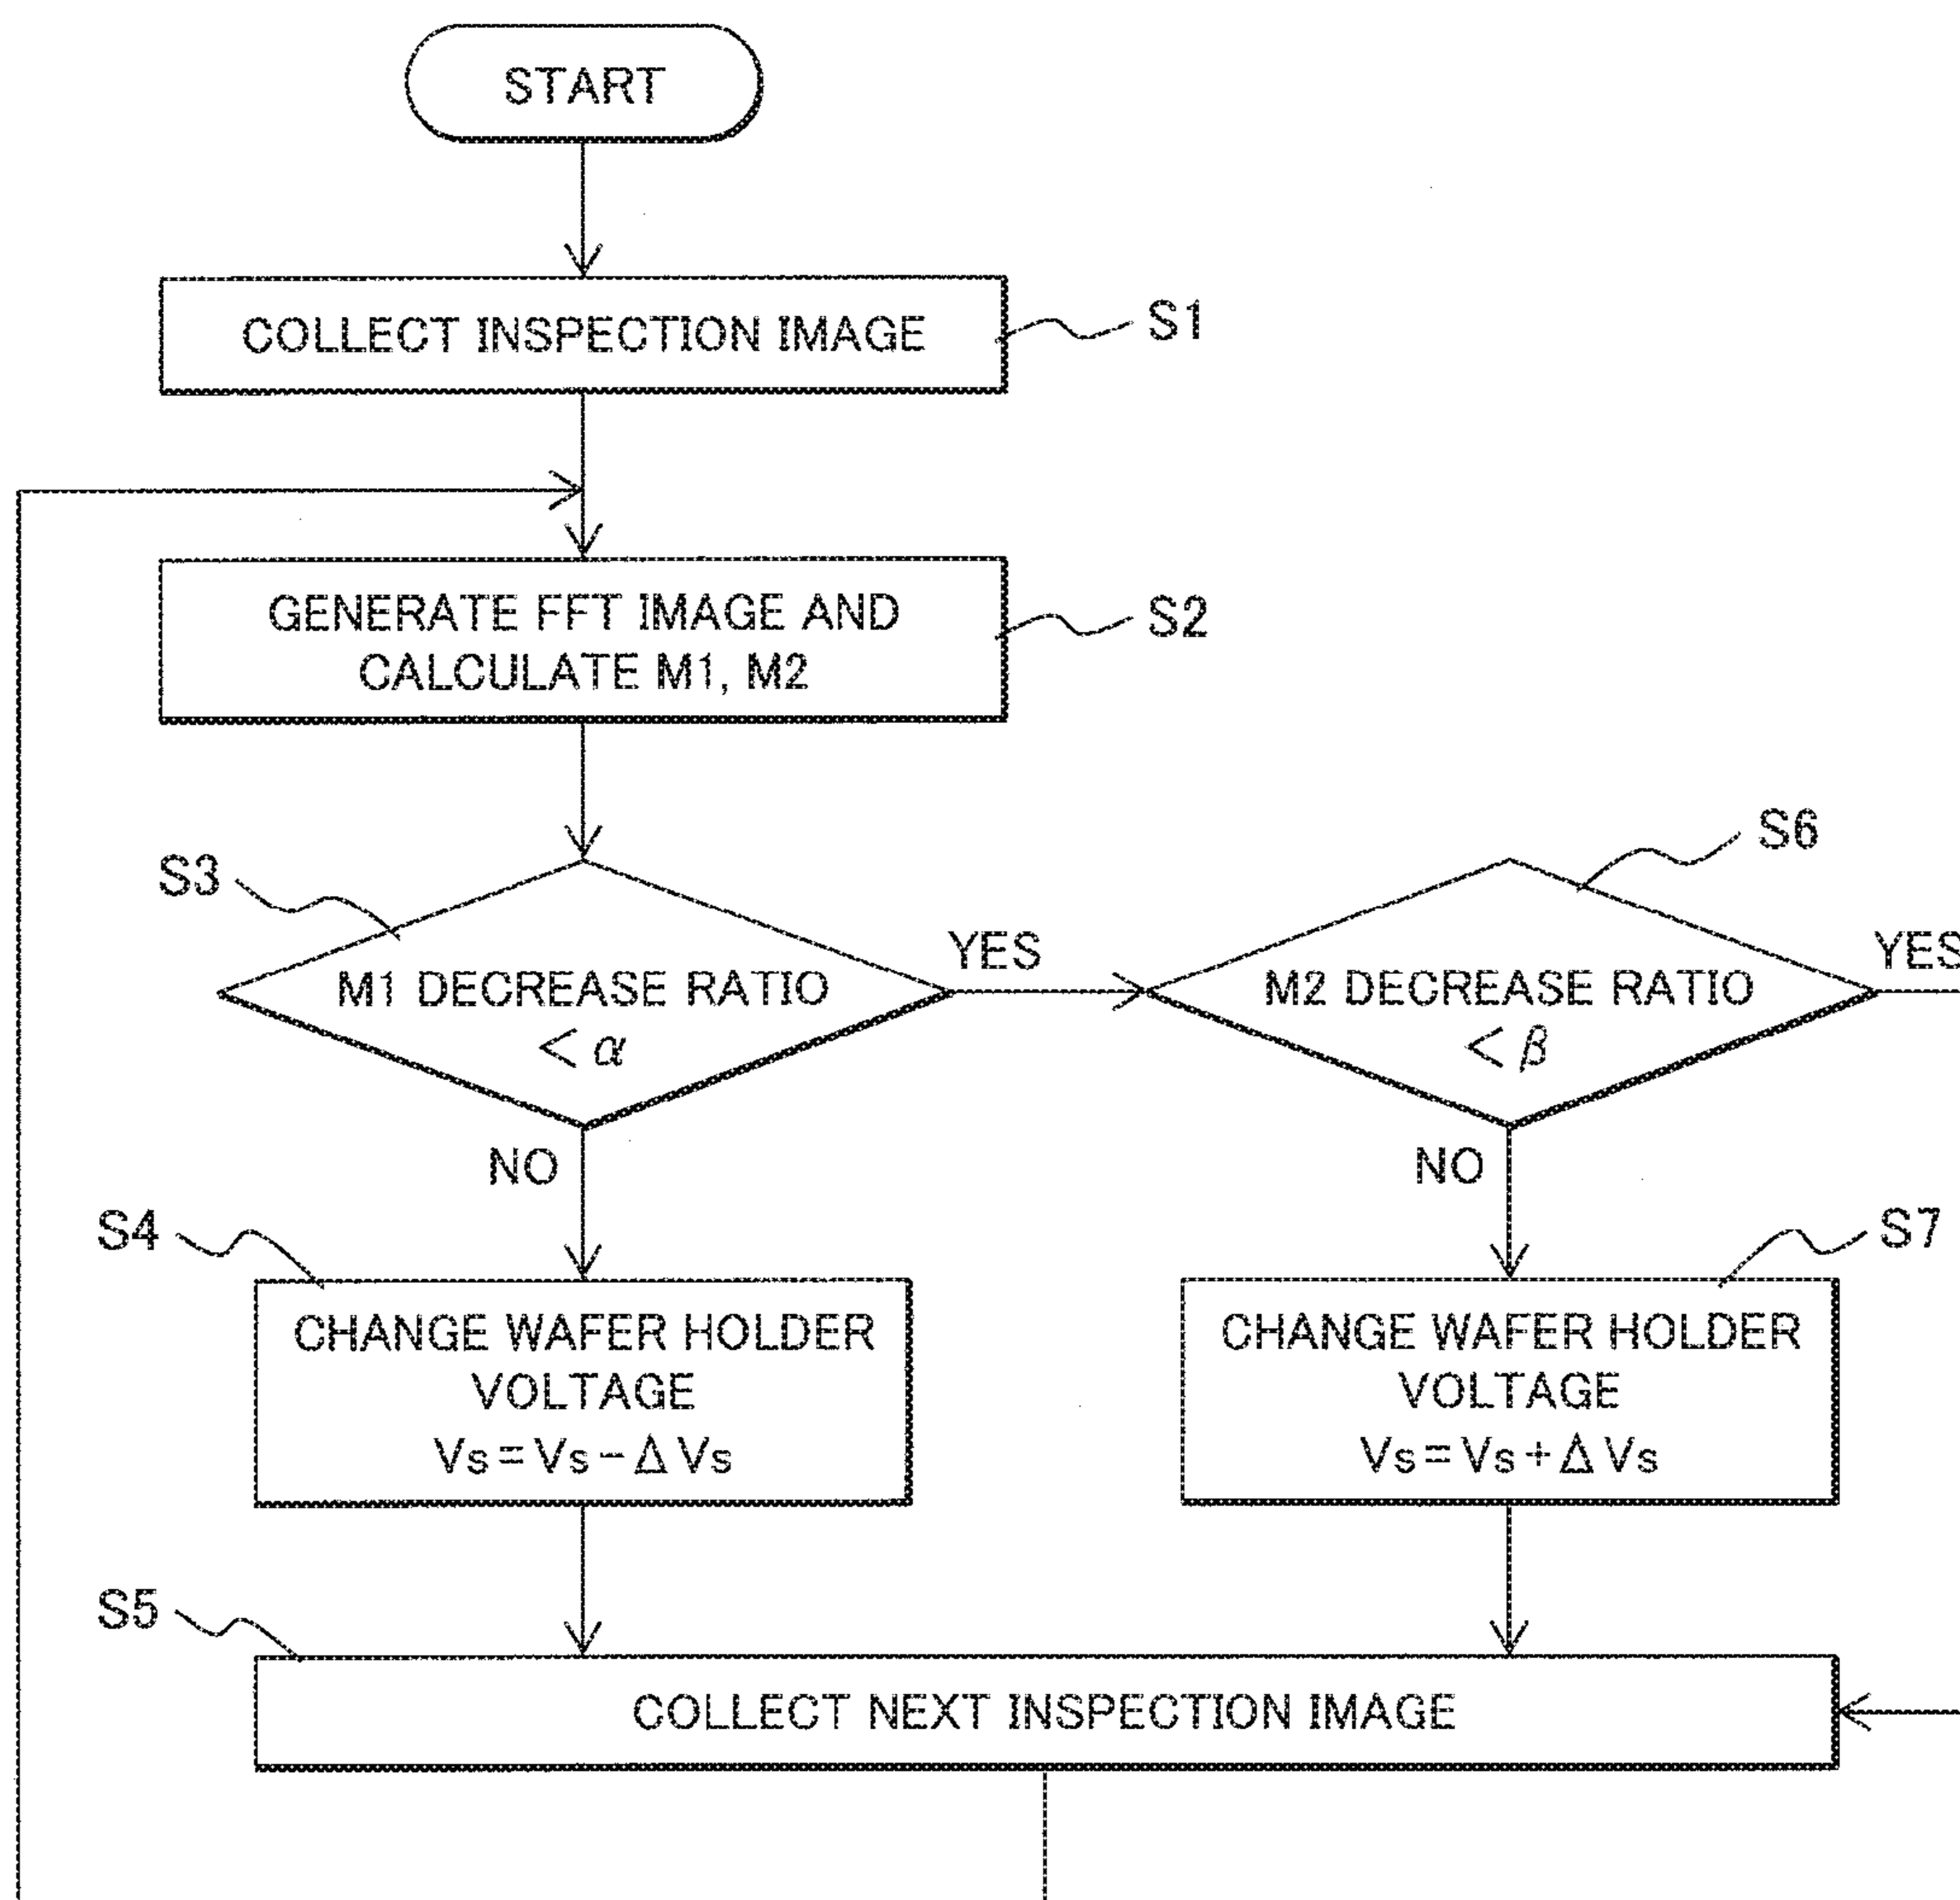 START
COLLECT INSPECTION IMAGE
S1
GENERATE FFT IMAGE AND
CALCULATE M1, M2
S2
S3
M1 DECREASE RATIO
< α
YES
NO
S6
M2 DECREASE RATIO
< β
YES
NO
S4
CHANGE WAFER HOLDER
VOLTAGE
Vs = Vs − Δ Vs
S7
CHANGE WAFER HOLDER
VOLTAGE
Vs = Vs + Δ Vs
S5
COLLECT NEXT INSPECTION IMAGE